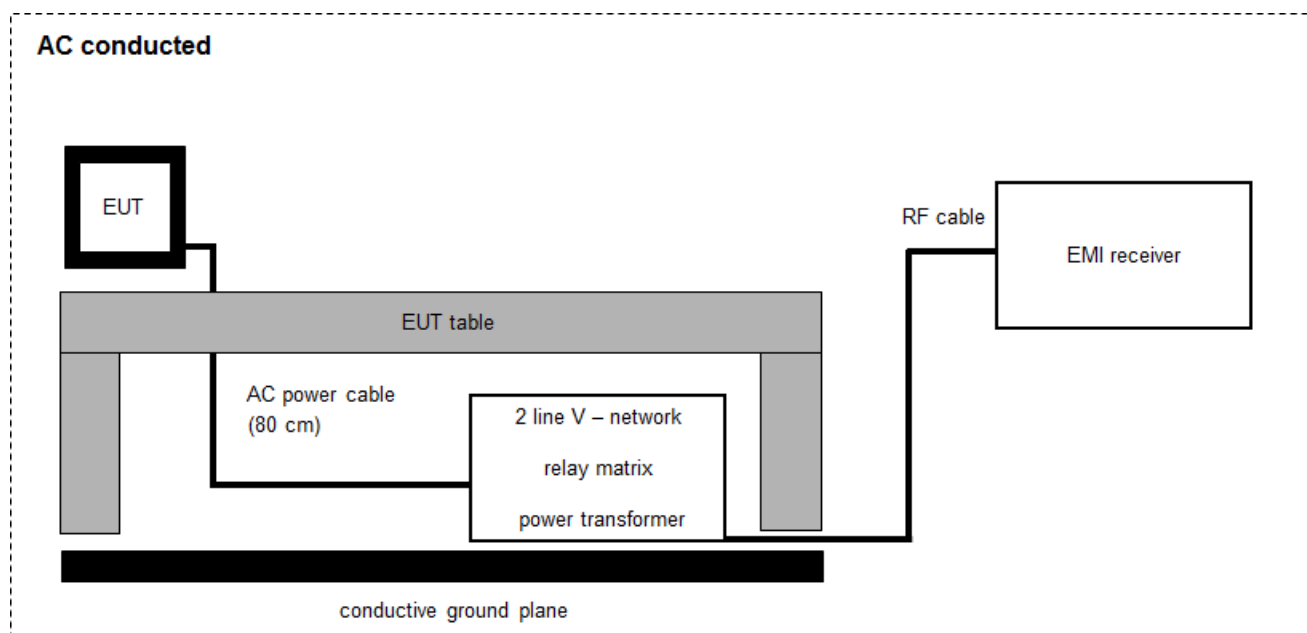 AC conducted
EUT
RF cable
EMI receiver
EUT table
AC power cable
(80 cm)
2 line V – network
relay matrix
power transformer
conductive ground plane